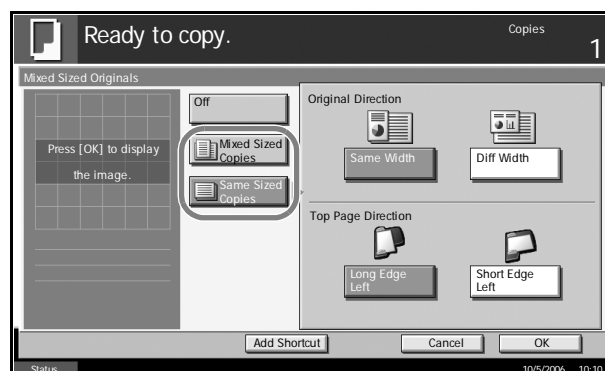 Ready to copy.
Copies
1
Mixed Sized Originals
Press [OK] to display
the image.
Off
Mixed Sized
Copies
Same Sized
Copies
Original Direction
Same Width
Diff Width
Top Page Direction
Long Edge
Left
Short Edge
Left
Add Shortcut
Cancel
OK
Status
10/5/2006 10:10